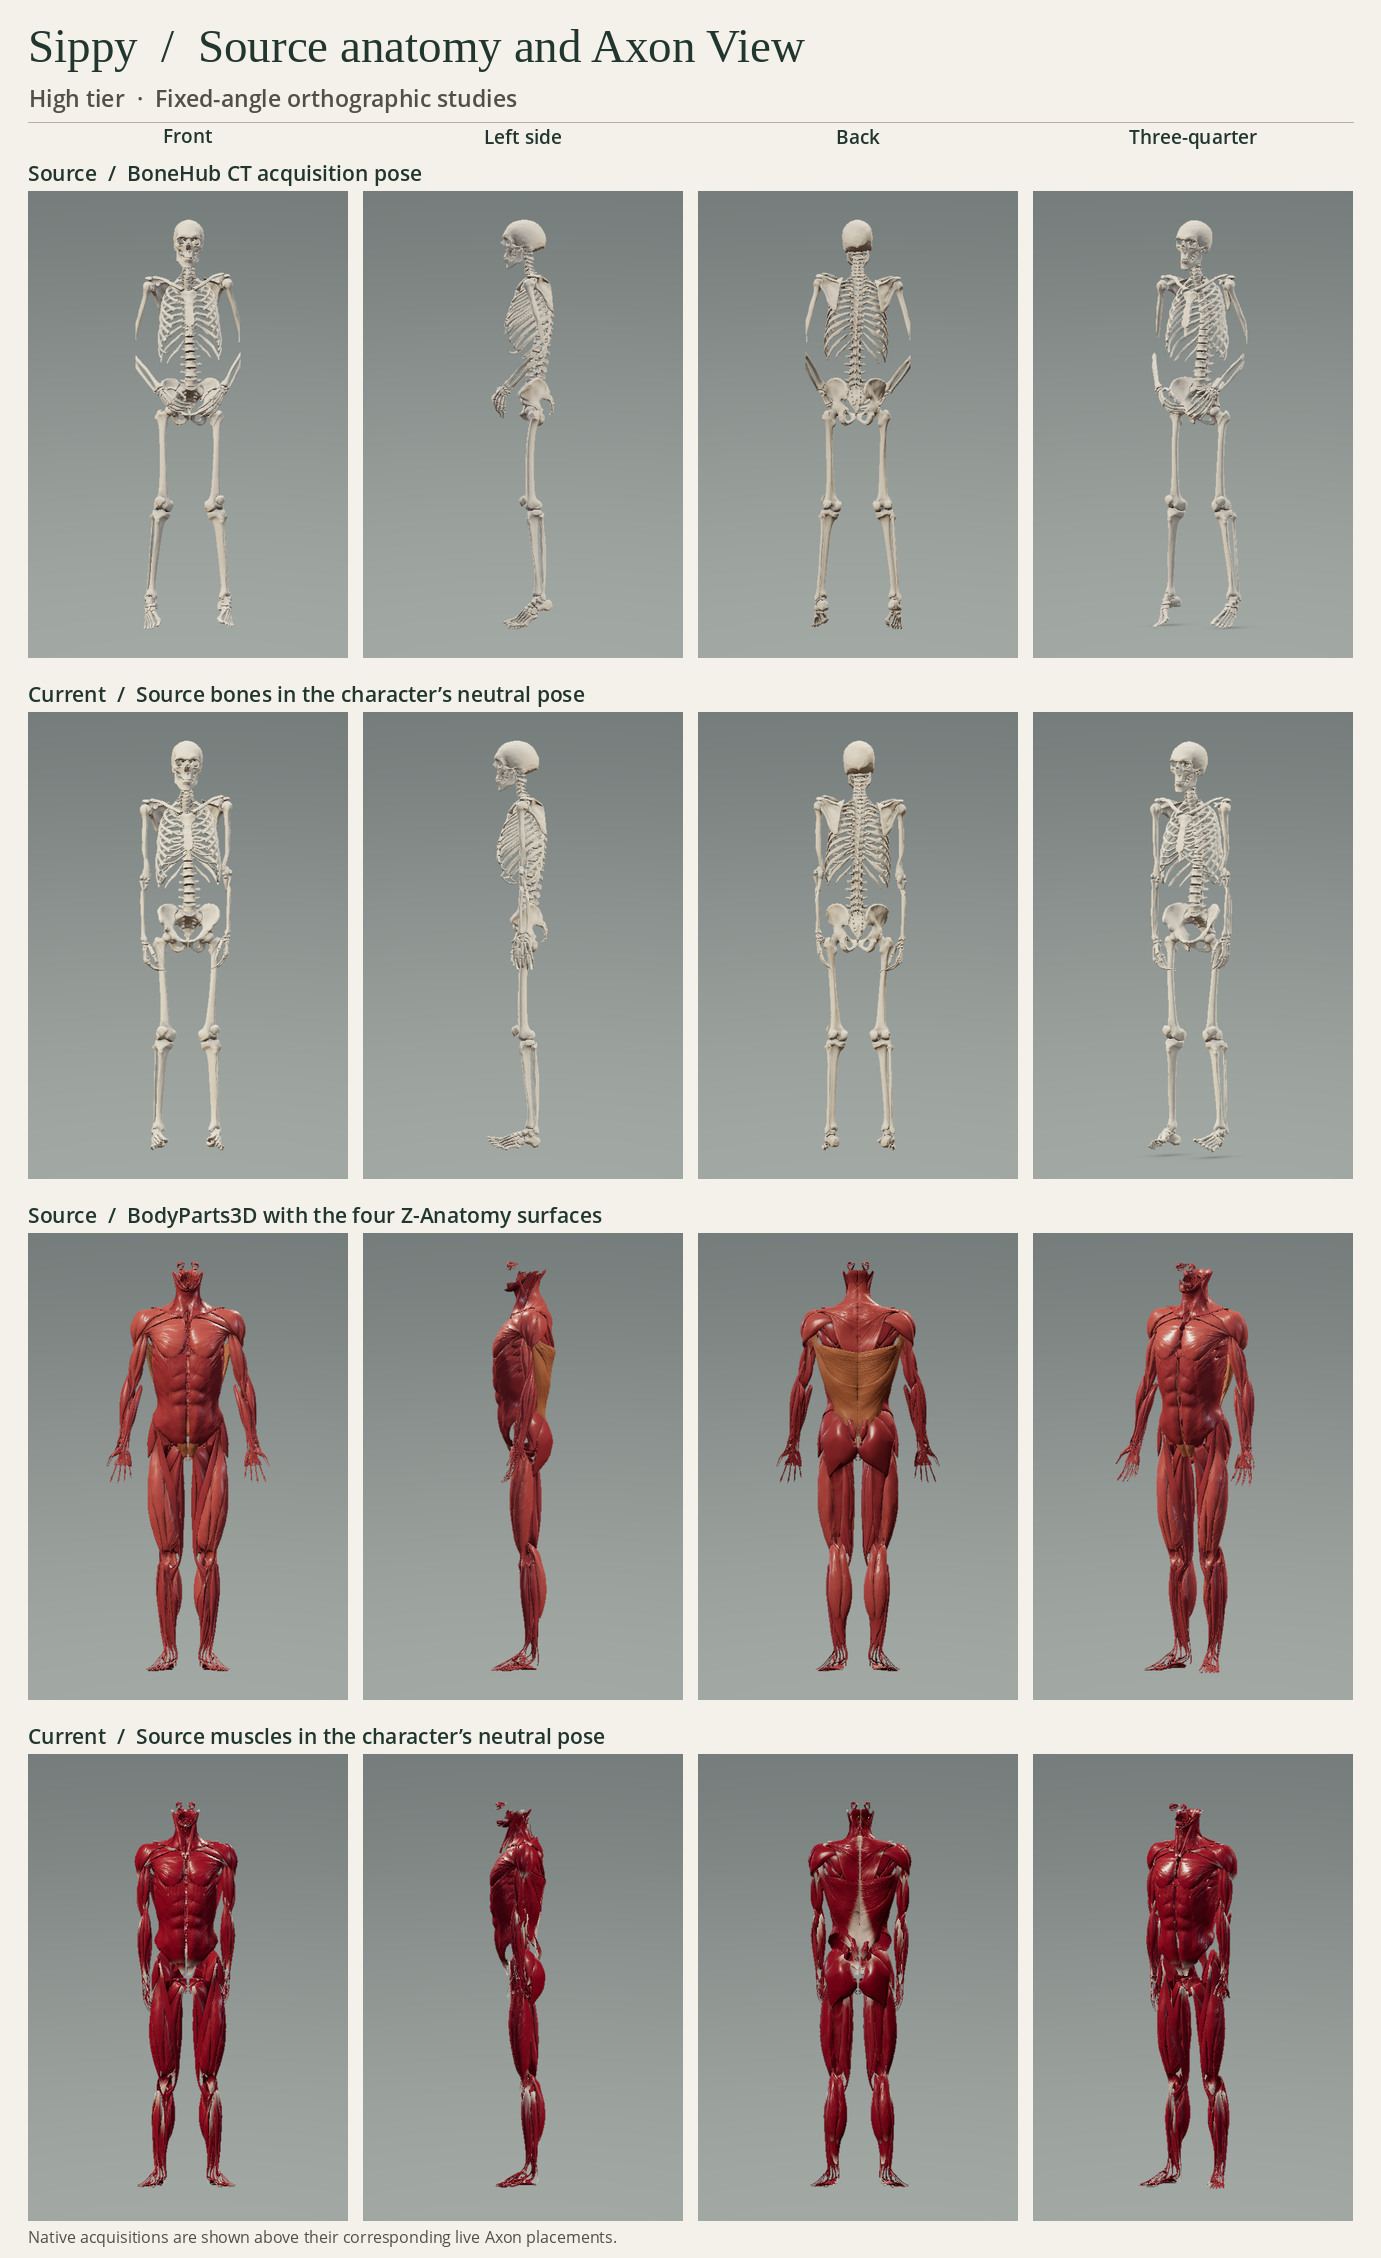 Sippy / Source anatomy and Axon View
High tier · Fixed-angle orthographic studies
Front Left side Back Three-quarter
Source / BoneHub CT acquisition pose
Current / Source bones in the character’s neutral pose
Source / BodyParts3D with the four Z-Anatomy surfaces
Current / Source muscles in the character’s neutral pose
Native acquisitions are shown above their corresponding live Axon placements.